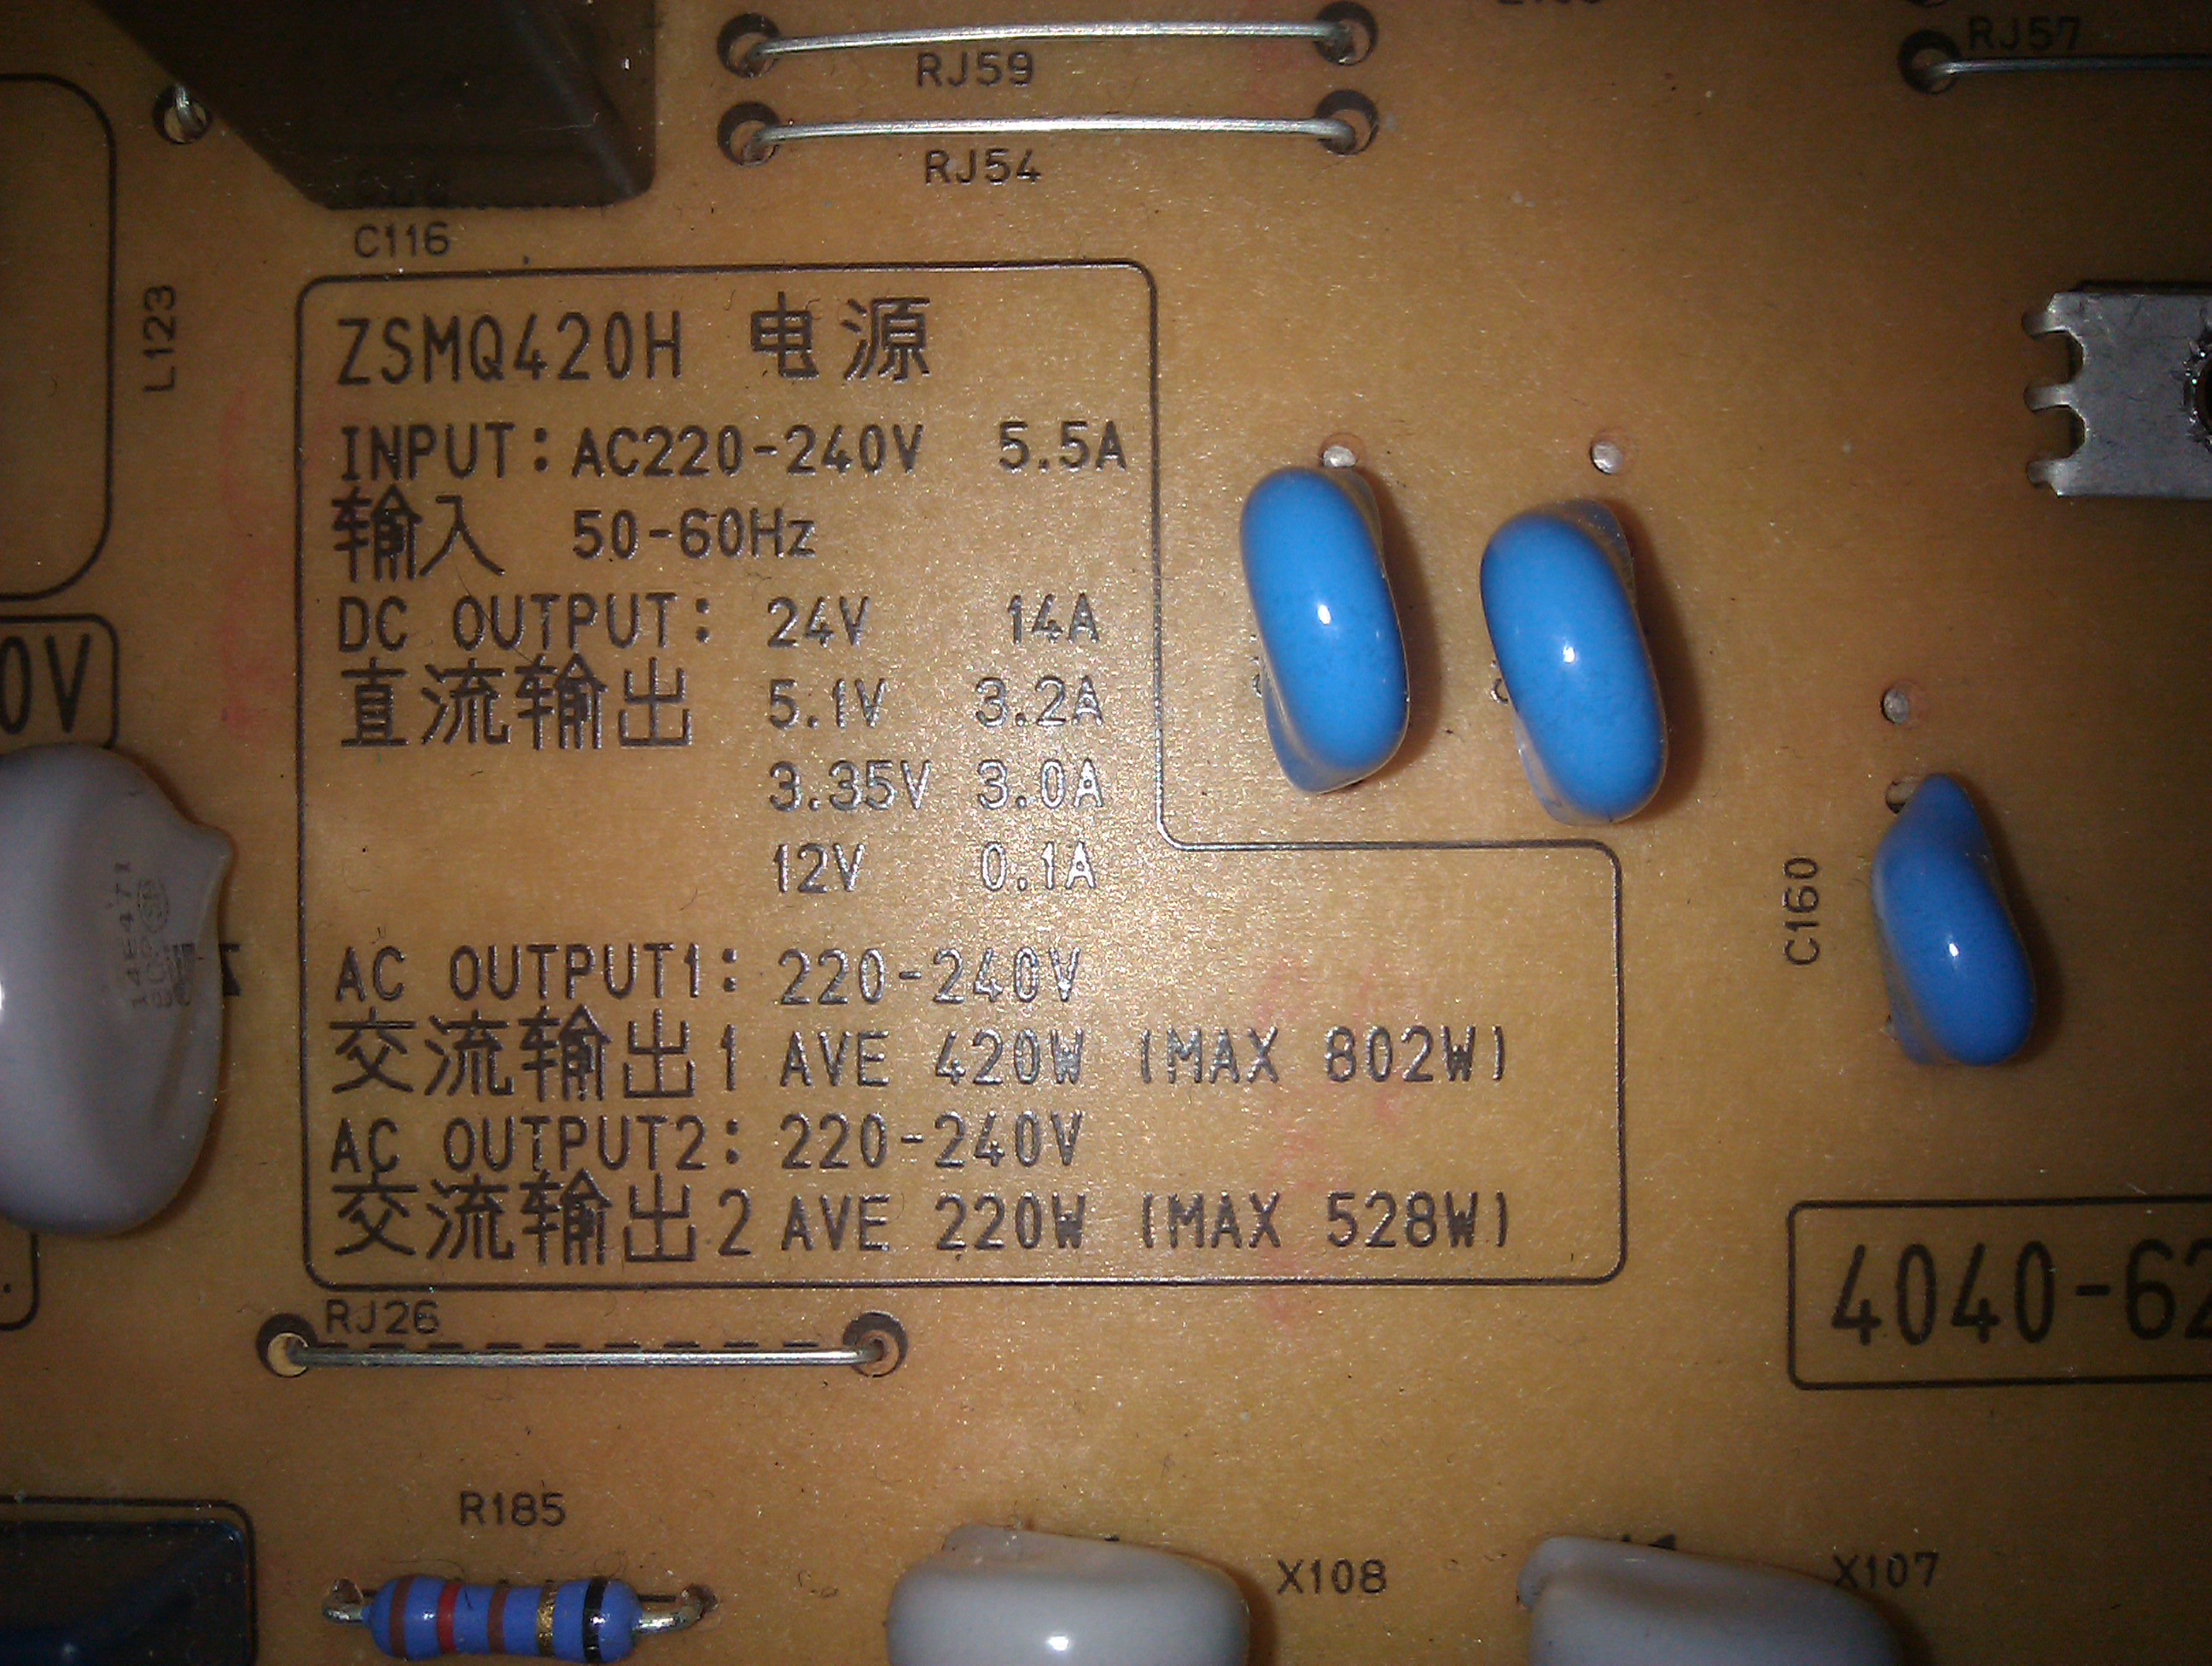 RJ59
RJ57
RJ54
C116
L123
ZSMQ420H 电源
INPUT: AC220-240V 5.5A
输入 50-60Hz
DC OUTPUT: 24V 14A
直流输出 5.1V 3.2A
3.35V 3.0A
12V 0.1A
AC OUTPUT1: 220-240V
交流输出1 AVE 420W (MAX 802W)
AC OUTPUT2: 220-240V
交流输出2 AVE 220W (MAX 528W)
0V
C160
4040-62
RJ26
R185
X108
X107